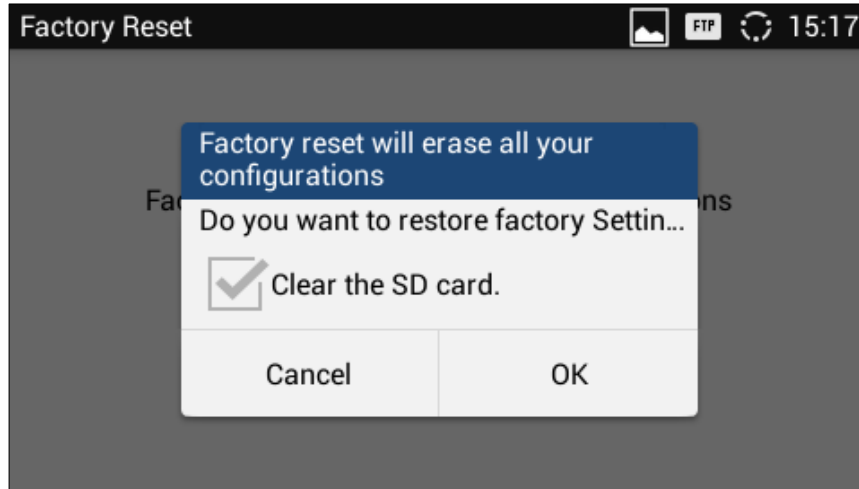 Factory Reset
FTP
15:17
Factory reset will erase all your
configurations
Do you want to restore factory Settin...
Clear the SD card.
Cancel
OK